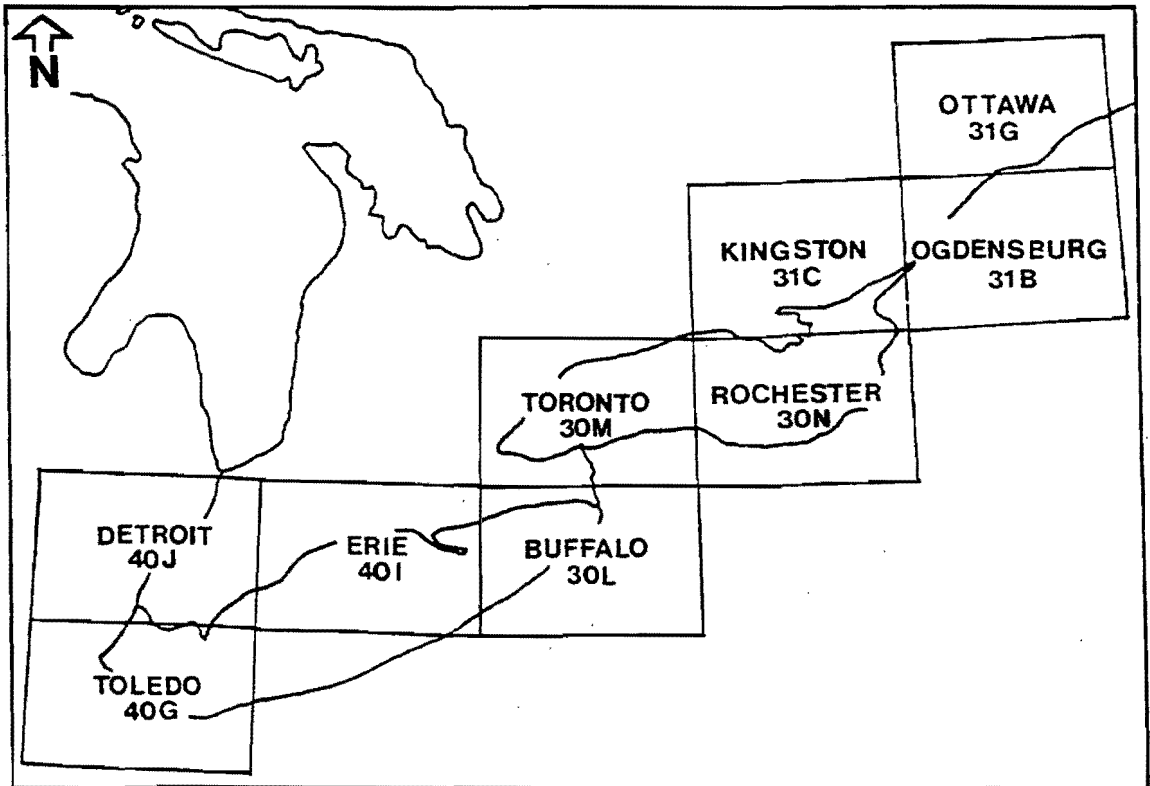 N
OTTAWA
31G
KINGSTON
31C
OGDENSBURG
31B
TORONTO
30M
ROCHESTER
30N
DETROIT
40J
ERIE
40I
BUFFALO
30L
TOLEDO
40G